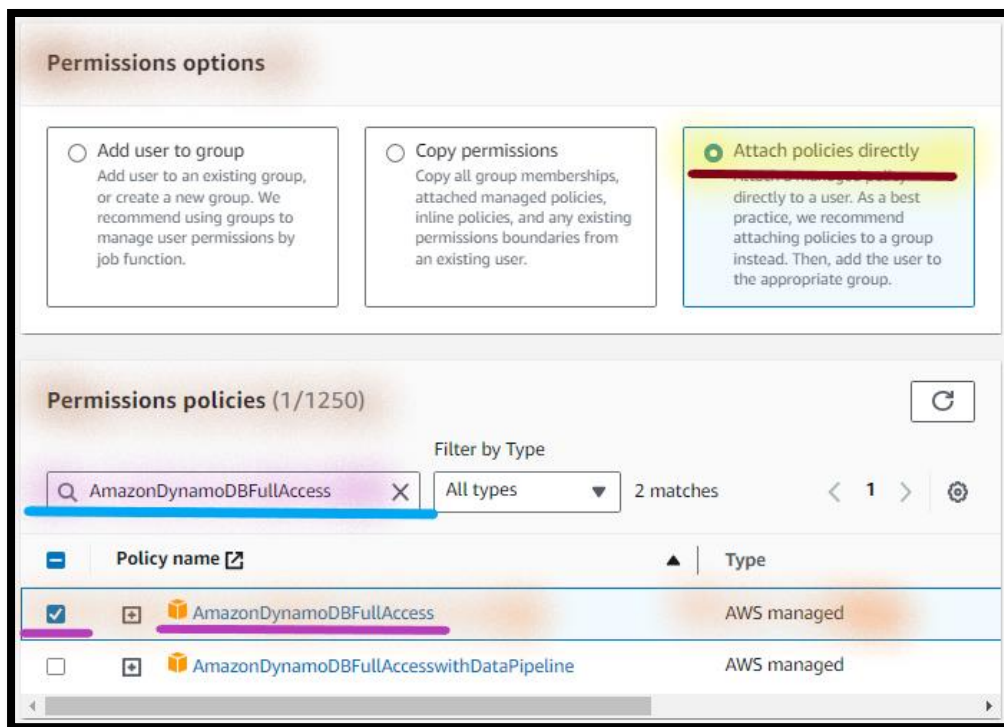 Permissions options
Add user to group
Add user to an existing group,
or create a new group. We
recommend using groups to
manage user permissions by
job function.
Copy permissions
Copy all group memberships,
attached managed policies,
inline policies, and any existing
permissions boundaries from
an existing user.
Attach policies directly
Attach a managed policy
directly to a user. As a best
practice, we recommend
attaching policies to a group
instead. Then, add the user to
the appropriate group.
Permissions policies (1/1250)
Filter by Type
AmazonDynamoDBFullAccess
All types
2 matches
1
Policy name
Type
AmazonDynamoDBFullAccess
AWS managed
AmazonDynamoDBFullAccesswithDataPipeline
AWS managed